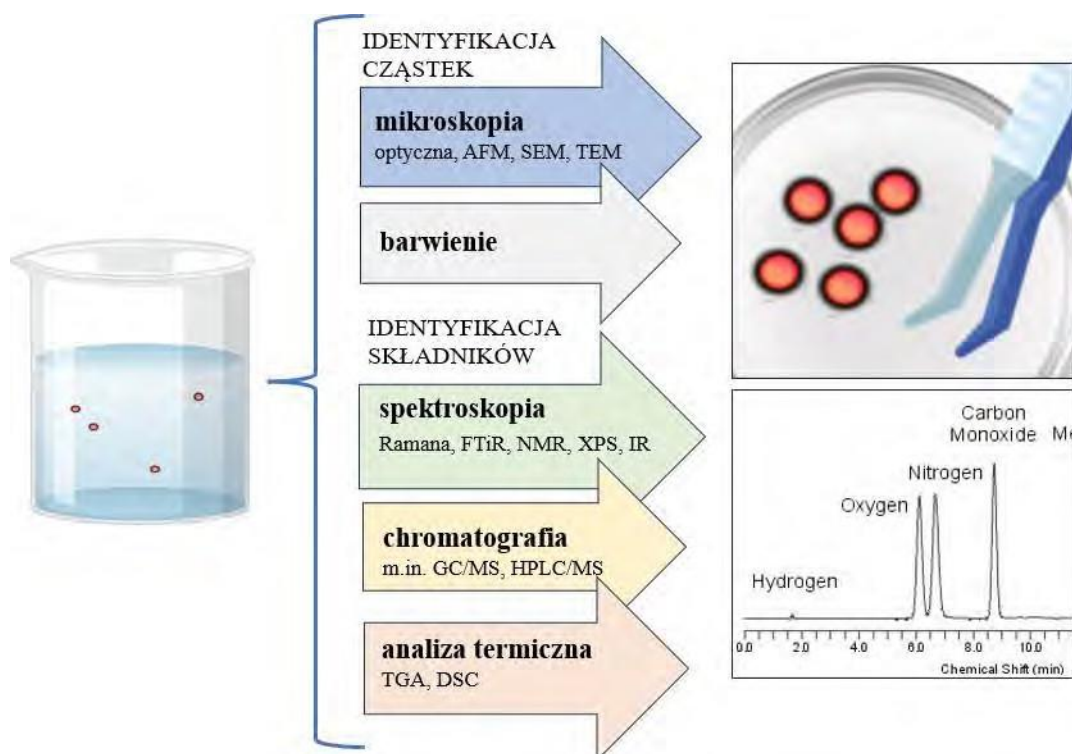 IDENTYFIKACJA
CZĄSTEK
mikroskopia
optyczna, AFM, SEM, TEM
barwienie
IDENTYFIKACJA
SKŁADNIKÓW
spektroskopia
Ramana, FTiR, NMR, XPS, IR
chromatografia
m.in. GC/MS, HPLC/MS
analiza termiczna
TGA, DSC
Carbon
Monoxide
Me
Nitrogen
Oxygen
Hydrogen
0.0 2.0 4.0 6.0 8.0 10.0
Chemical Shift (min)